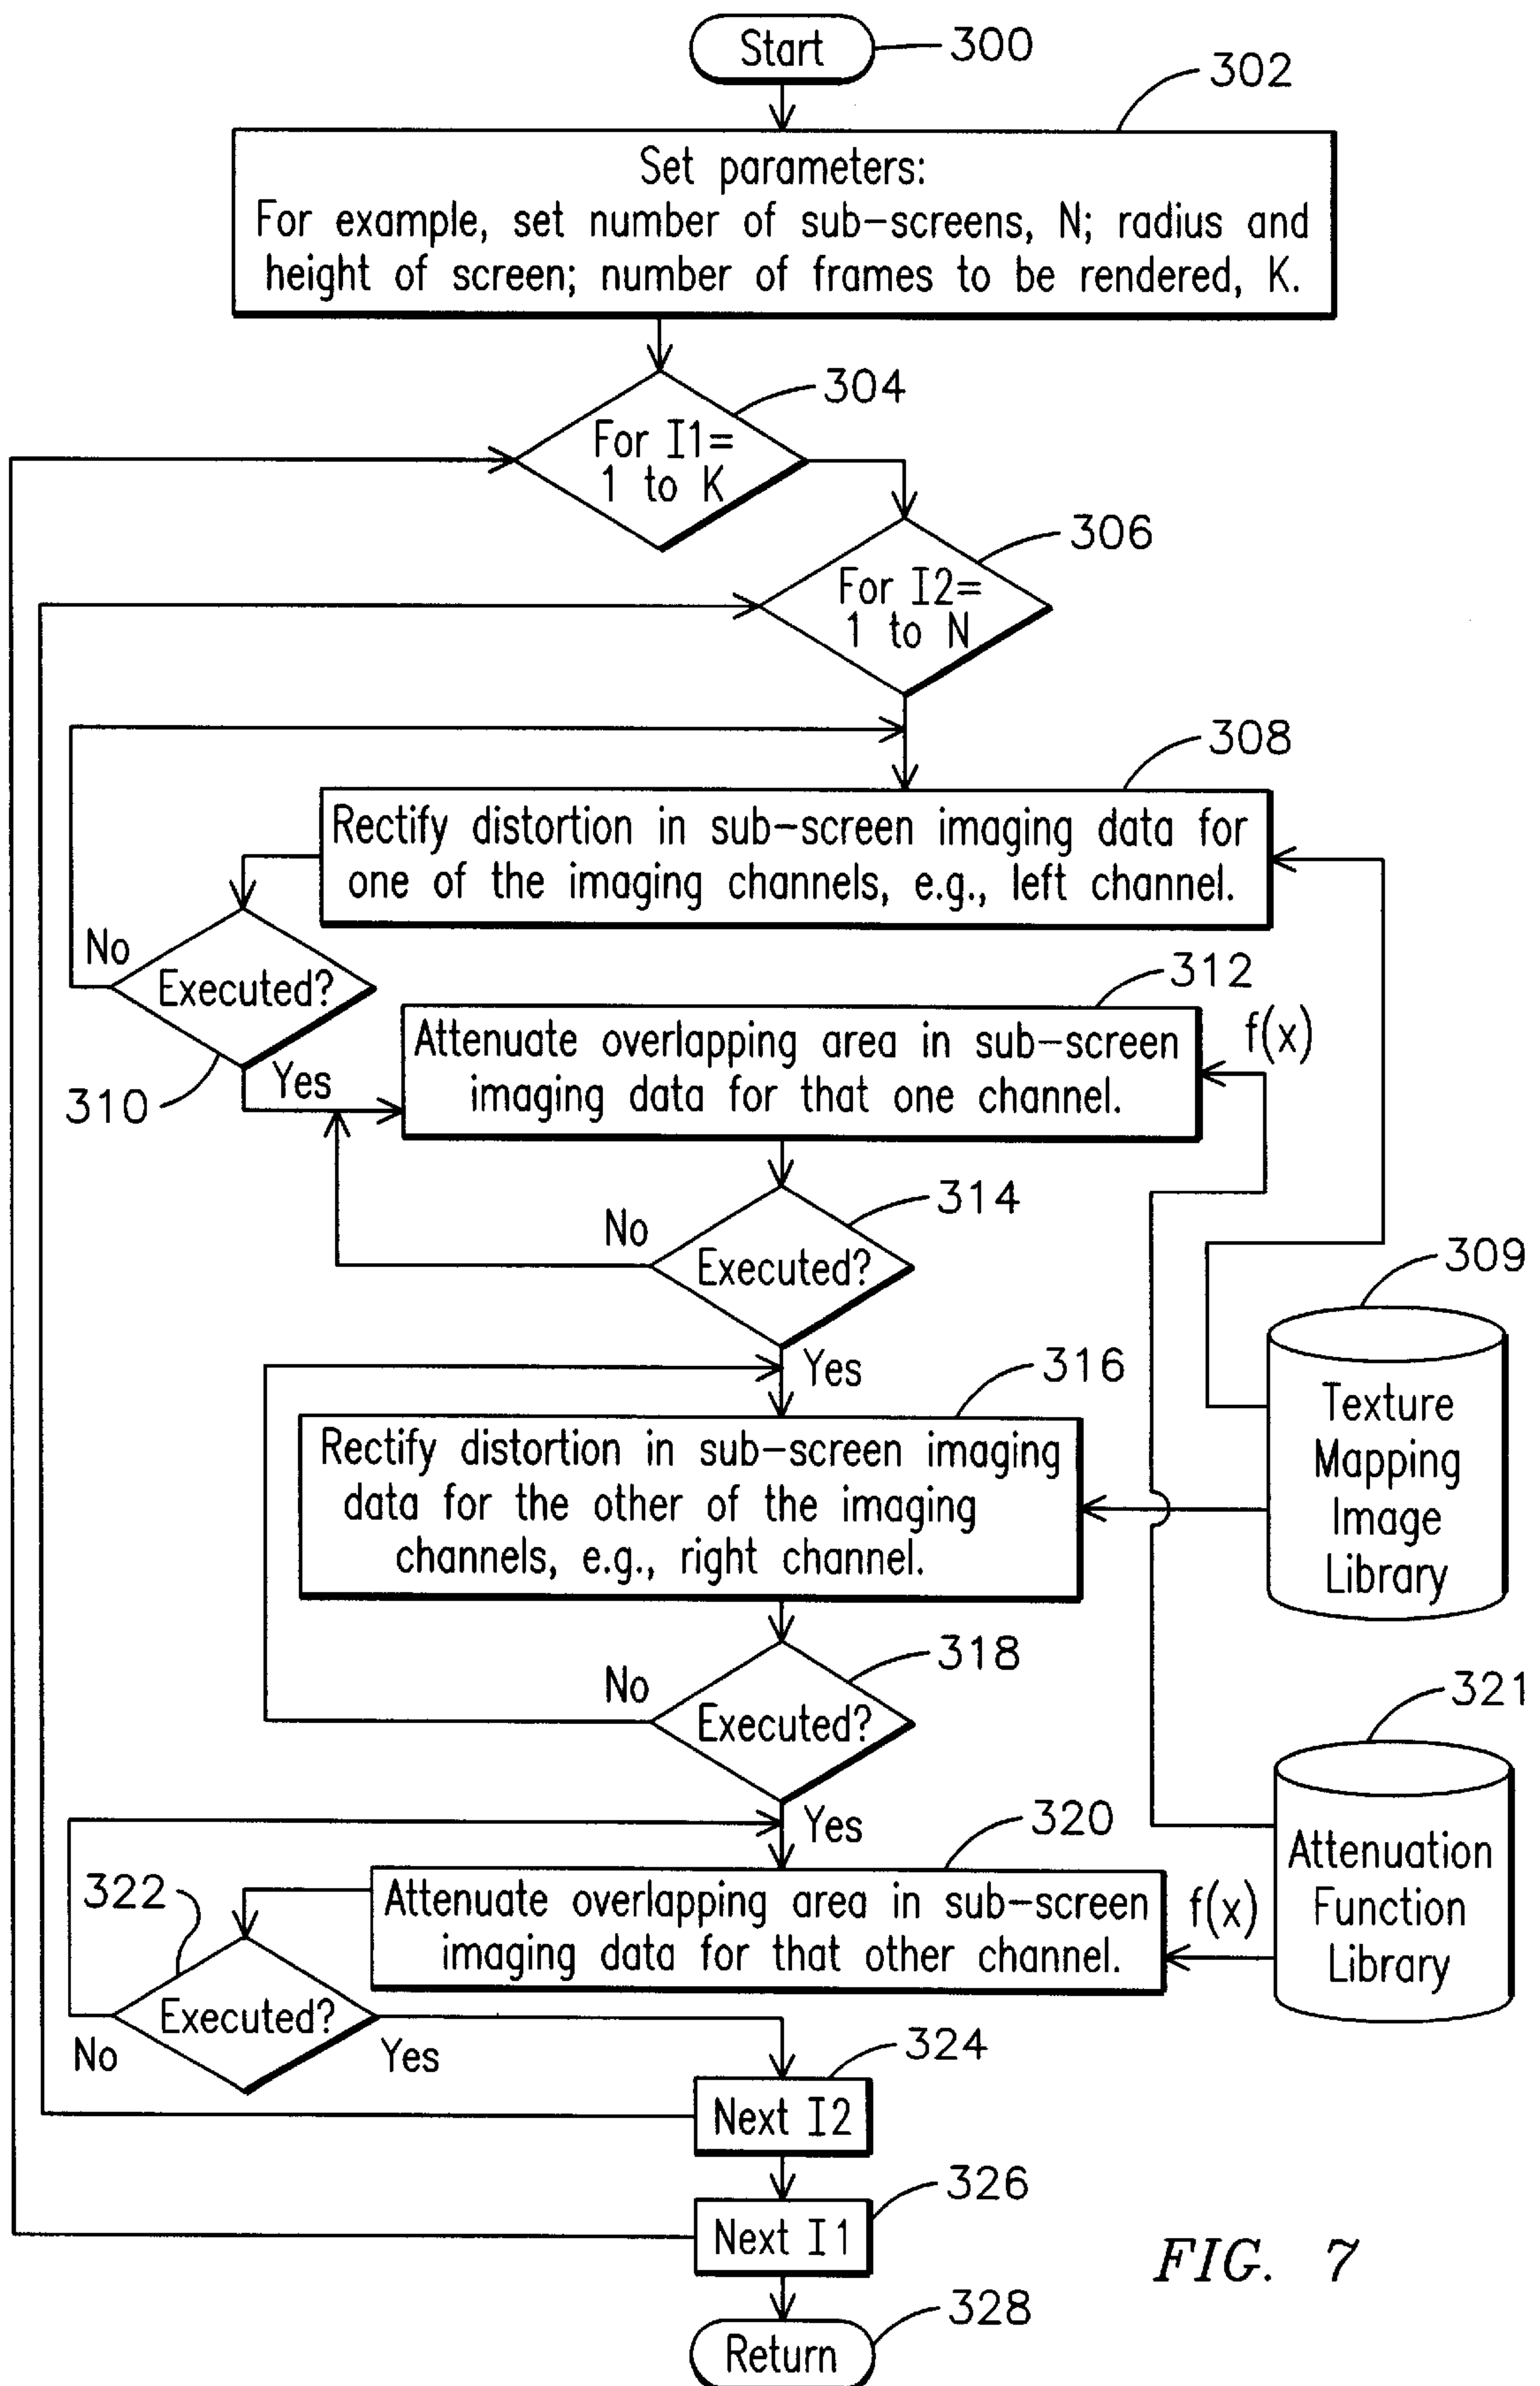 Start
300
302
Set parameters:
For example, set number of sub-screens, N; radius and
height of screen; number of frames to be rendered, K.
304
For I1=
1 to K
306
For I2=
1 to N
308
Rectify distortion in sub-screen imaging data for
one of the imaging channels, e.g., left channel.
No
Executed?
310
Yes
312
f(x)
Attenuate overlapping area in sub-screen
imaging data for that one channel.
314
No
Executed?
Yes
309
Texture
Mapping
Image
Library
316
Rectify distortion in sub-screen imaging
data for the other of the imaging
channels, e.g., right channel.
318
No
Executed?
Yes
321
Attenuation
Function
Library
320
f(x)
Attenuate overlapping area in sub-screen
imaging data for that other channel.
322
Executed?
No
Yes
324
Next I2
326
Next I1
328
Return
FIG. 7